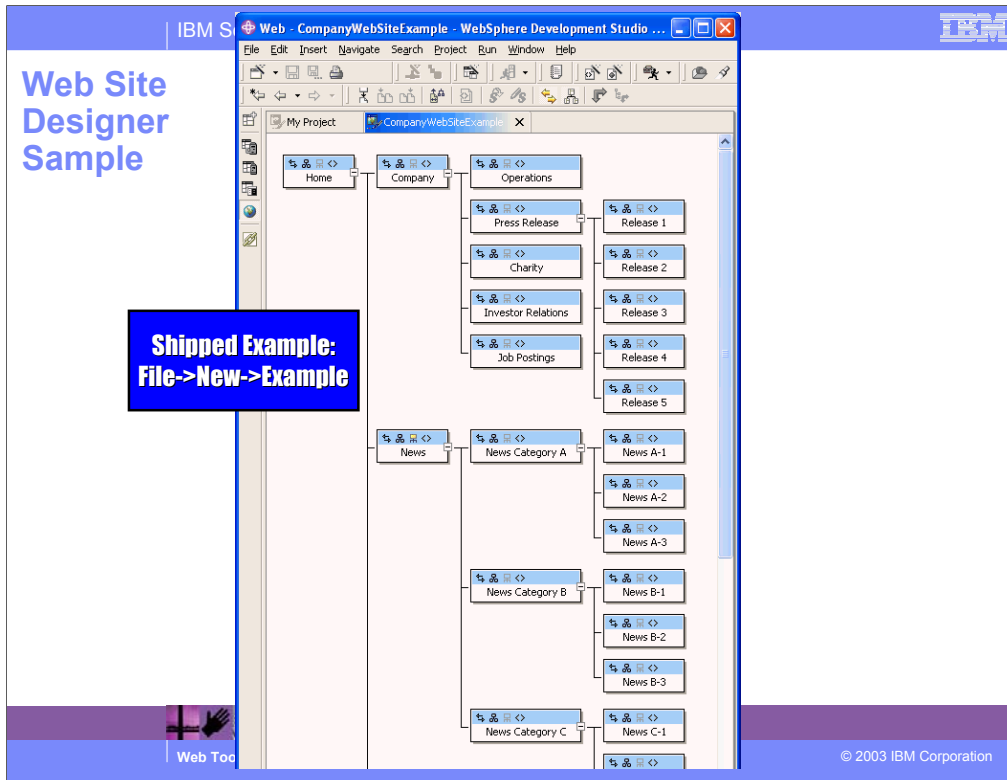 IBM S
IBM
Web - CompanyWebSiteExample - WebSphere Development Studio ...
File Edit Insert Navigate Search Project Run Window Help
Web Site
Designer
Sample
My Project
CompanyWebSiteExample
Home
Company
Operations
Press Release
Release 1
Charity
Release 2
Investor Relations
Release 3
Job Postings
Release 4
Release 5
Shipped Example:
File->New->Example
News
News Category A
News A-1
News A-2
News A-3
News Category B
News B-1
News B-2
News B-3
News Category C
News C-1
Web Too
© 2003 IBM Corporation